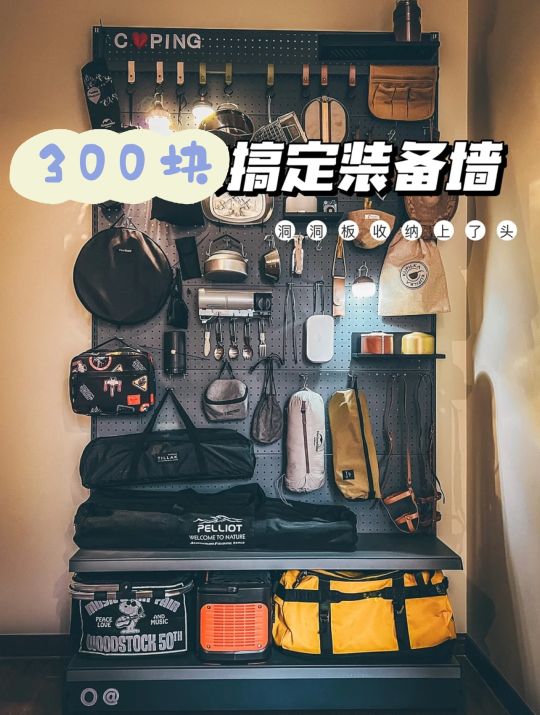 C PING
300块搞定装备墙
洞洞板收纳上了头
TILLAK
PELLIOT
WELCOME TO NATURE
PEACE
LOVE
AND
MUSIC
WOODSTOCK 50TH
@